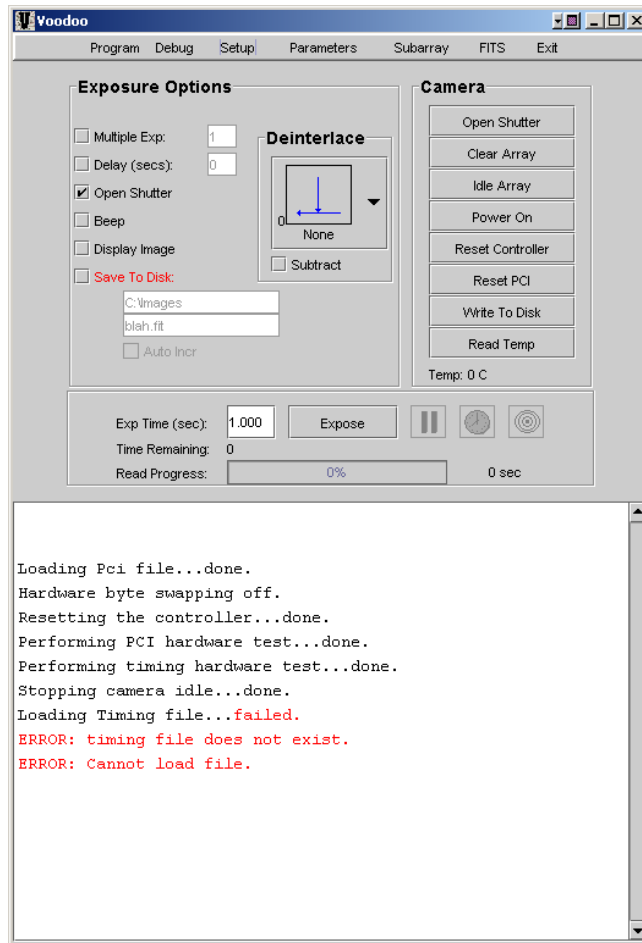 Voodoo
Program Debug Setup Parameters Subarray FITS Exit
Exposure Options
Multiple Exp: 1
Delay (secs): 0
Open Shutter
Beep
Display Image
Save To Disk:
C:\Images
blah.fit
Auto Incr
Deinterlace
0
None
Subtract
Camera
Open Shutter
Clear Array
Idle Array
Power On
Reset Controller
Reset PCI
Write To Disk
Read Temp
Temp: 0 C
Exp Time (sec): 1.000 Expose
Time Remaining: 0
Read Progress: 0% 0 sec
Loading Pci file...done.
Hardware byte swapping off.
Resetting the controller...done.
Performing PCI hardware test...done.
Performing timing hardware test...done.
Stopping camera idle...done.
Loading Timing file...failed.
ERROR: timing file does not exist.
ERROR: Cannot load file.